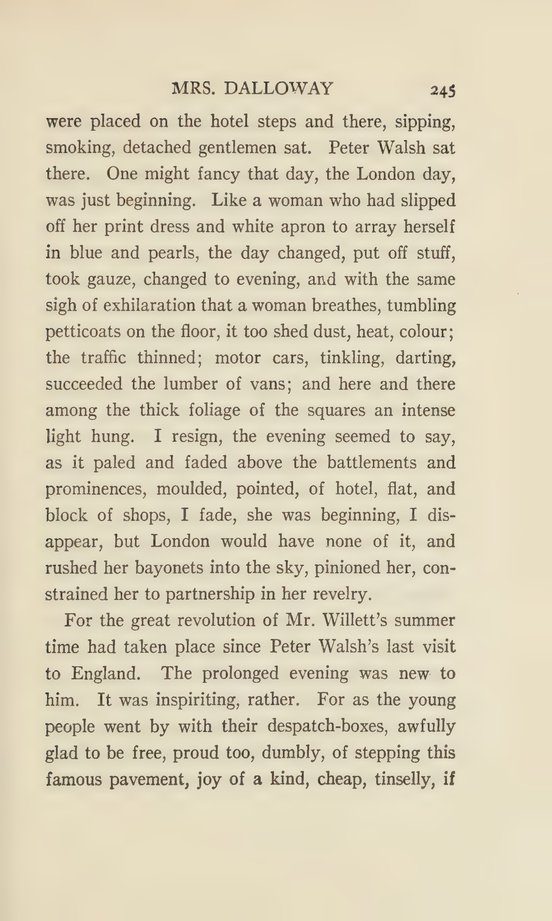 MRS. DALLOWAY 245
were placed on the hotel steps and there, sipping,
smoking, detached gentlemen sat. Peter Walsh sat
there. One might fancy that day, the London day,
was just beginning. Like a woman who had slipped
off her print dress and white apron to array herself
in blue and pearls, the day changed, put off stuff,
took gauze, changed to evening, and with the same
sigh of exhilaration that a woman breathes, tumbling
petticoats on the floor, it too shed dust, heat, colour;
the traffic thinned; motor cars, tinkling, darting,
succeeded the lumber of vans; and here and there
among the thick foliage of the squares an intense
light hung. I resign, the evening seemed to say,
as it paled and faded above the battlements and
prominences, moulded, pointed, of hotel, flat, and
block of shops, I fade, she was beginning, I dis-
appear, but London would have none of it, and
rushed her bayonets into the sky, pinioned her, con-
strained her to partnership in her revelry.
For the great revolution of Mr. Willett's summer
time had taken place since Peter Walsh's last visit
to England. The prolonged evening was new to
him. It was inspiriting, rather. For as the young
people went by with their despatch-boxes, awfully
glad to be free, proud too, dumbly, of stepping this
famous pavement, joy of a kind, cheap, tinselly, if